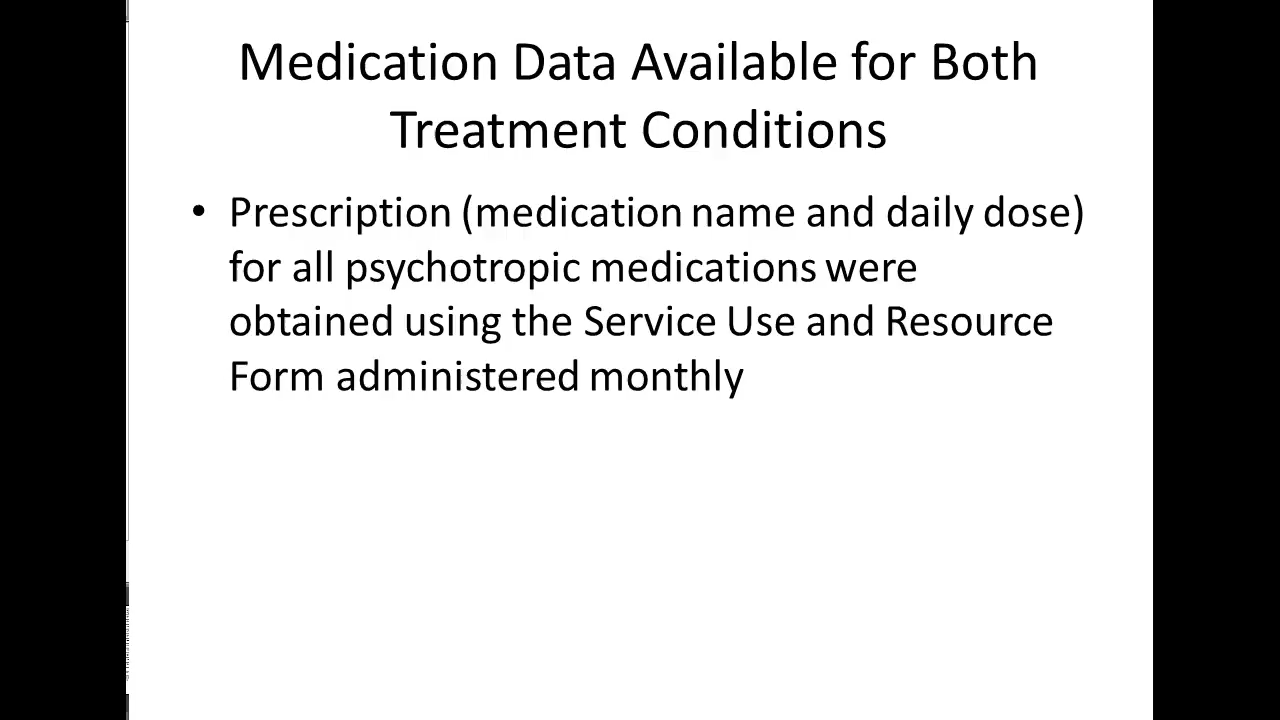 Medication Data Available for Both
Treatment Conditions
• Prescription (medication name and daily dose)
for all psychotropic medications were
obtained using the Service Use and Resource
Form administered monthly